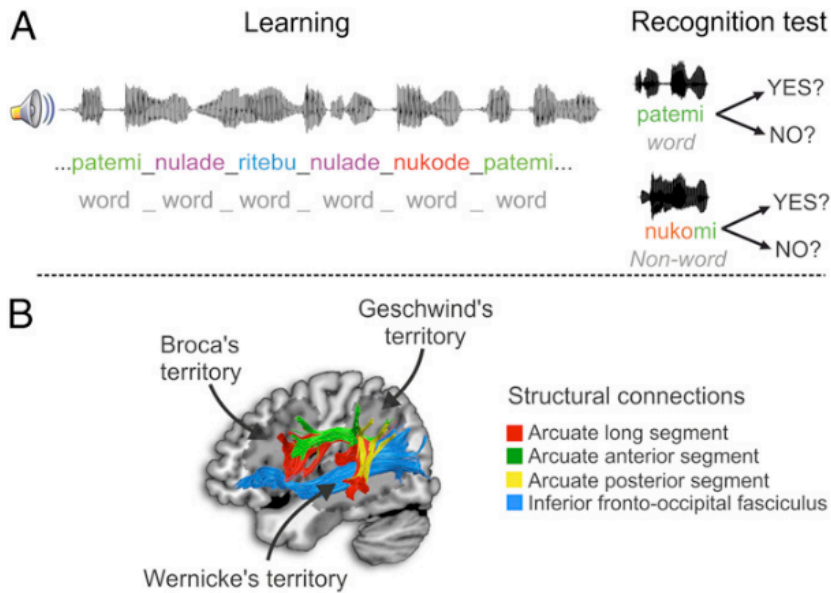 A
Learning
Recognition test
...patemi_nulade_ritebu_nulade_nukode_patemi...
word _ word _ word _ word _ word _ word
patemi
word
YES?
NO?
nukomi
Non-word
YES?
NO?
B
Broca's
territory
Geschwind's
territory
Wernicke's territory
Structural connections
Arcuate long segment
Arcuate anterior segment
Arcuate posterior segment
Inferior fronto-occipital fasciculus